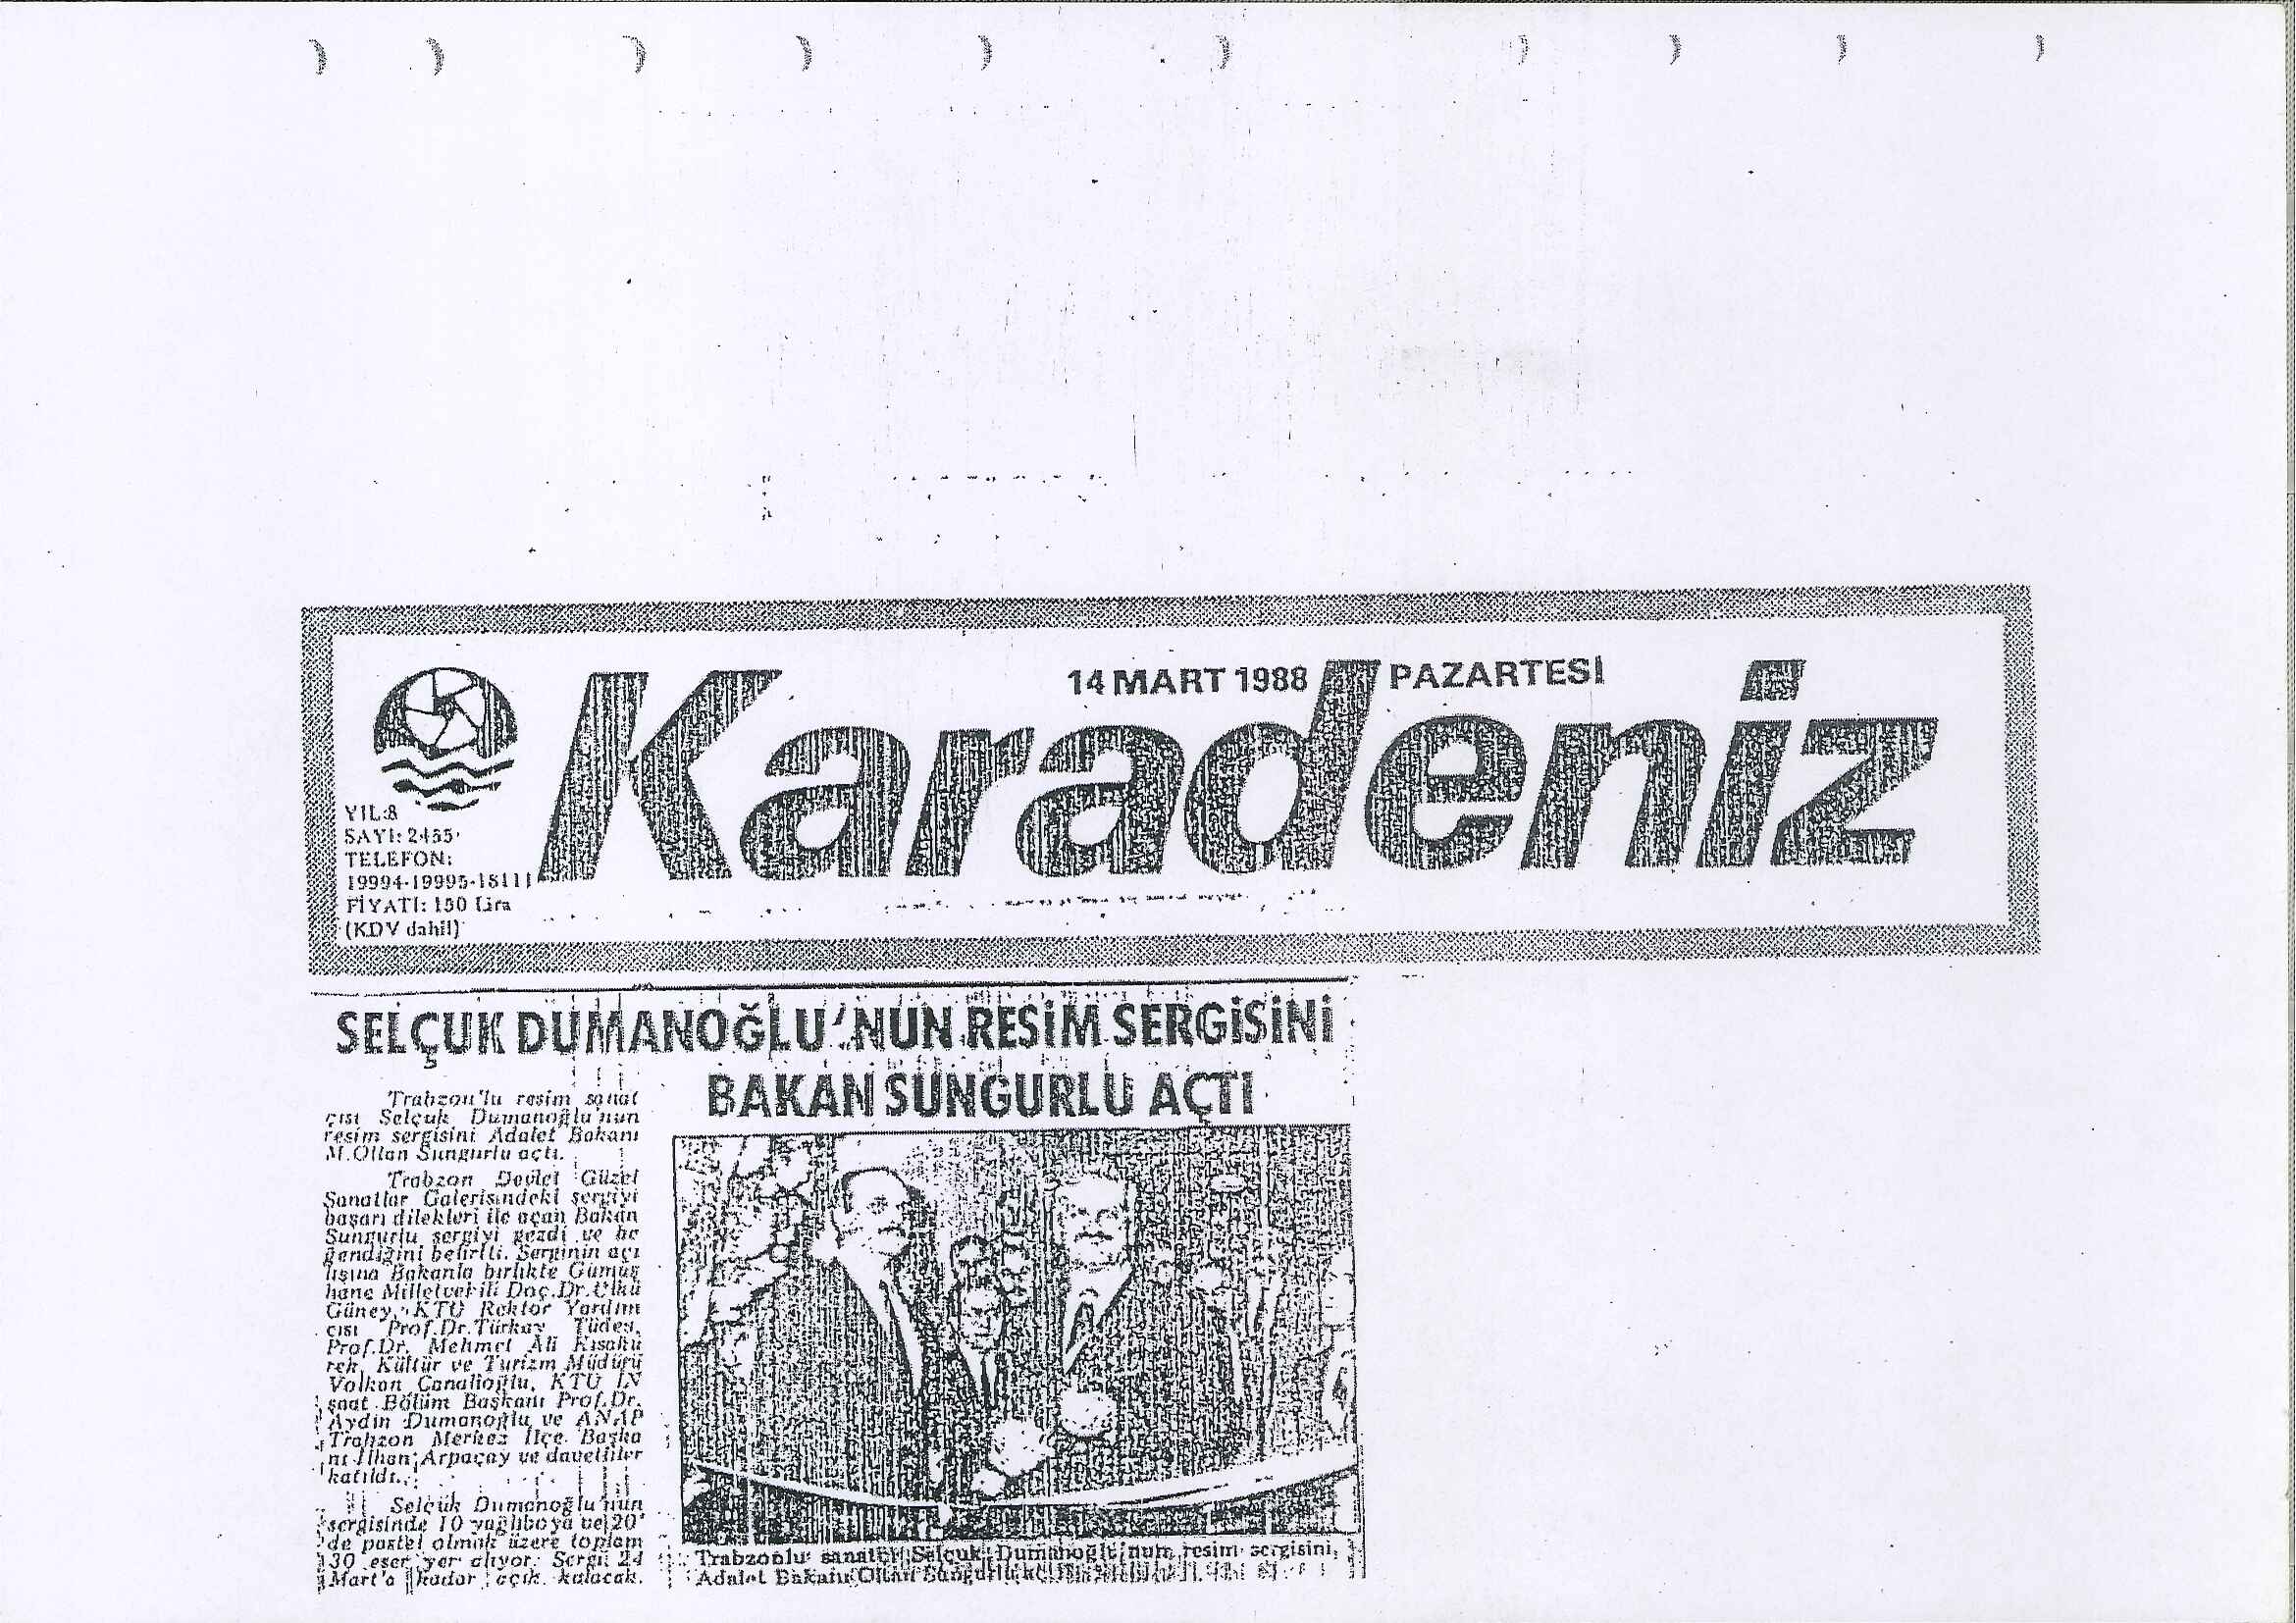 14 MART 1988 PAZARTESİ
Karadeniz
YIL:8
SAYI: 2455
TELEFON:
19994-19995-18111
FİYATI: 150 Lira
(KDV dahil)
SELÇUK DUMANOĞLU'NUN RESİM SERGİSİNİ
BAKAN SUNGURLU AÇTI
Trabzon'lu resim sanat
çısı Selçuk Dumanoğlu'nun
resim sergisini Adalet Bakanı
M.Oltan Sungurlu açtı.
Trabzon Devlet Güzel
Sanatlar Galerisindeki sergiyi
başarı dilekleri ile açan Bakan
Sungurlu sergiyi gezdi ve be
ğendiğini belirtti. Serginin açı
lışına Bakanla birlikte Gümüş
hane Milletvekili Doç.Dr.Ülkü
Güney, KTÜ Rektör Yardım
cısı Prof.Dr.Türkay Tüdeş,
Prof.Dr. Mehmet Ali Kısakü
rek, Kültür ve Turizm Müdürü
Volkan Canalioğlu, KTÜ İN
şaat Bölüm Başkanı Prof.Dr.
Aydın Dumanoğlu ve ANAP
Trabzon Merkez İlçe Başka
nı İlhan Arpaçay ve davetliler
katıldı.
Selçuk Dumanoğlu'nun
sergisinde 10 yağlıboya ve 20
de pastel olmak üzere toplam
30 eser yer alıyor. Sergi 24
Mart'a kadar açık kalacak.
Trabzonlu sanatçı Selçuk Dumanoğlu'nun resim sergisini,
Adalet Bakanı Oltan Sungurlu